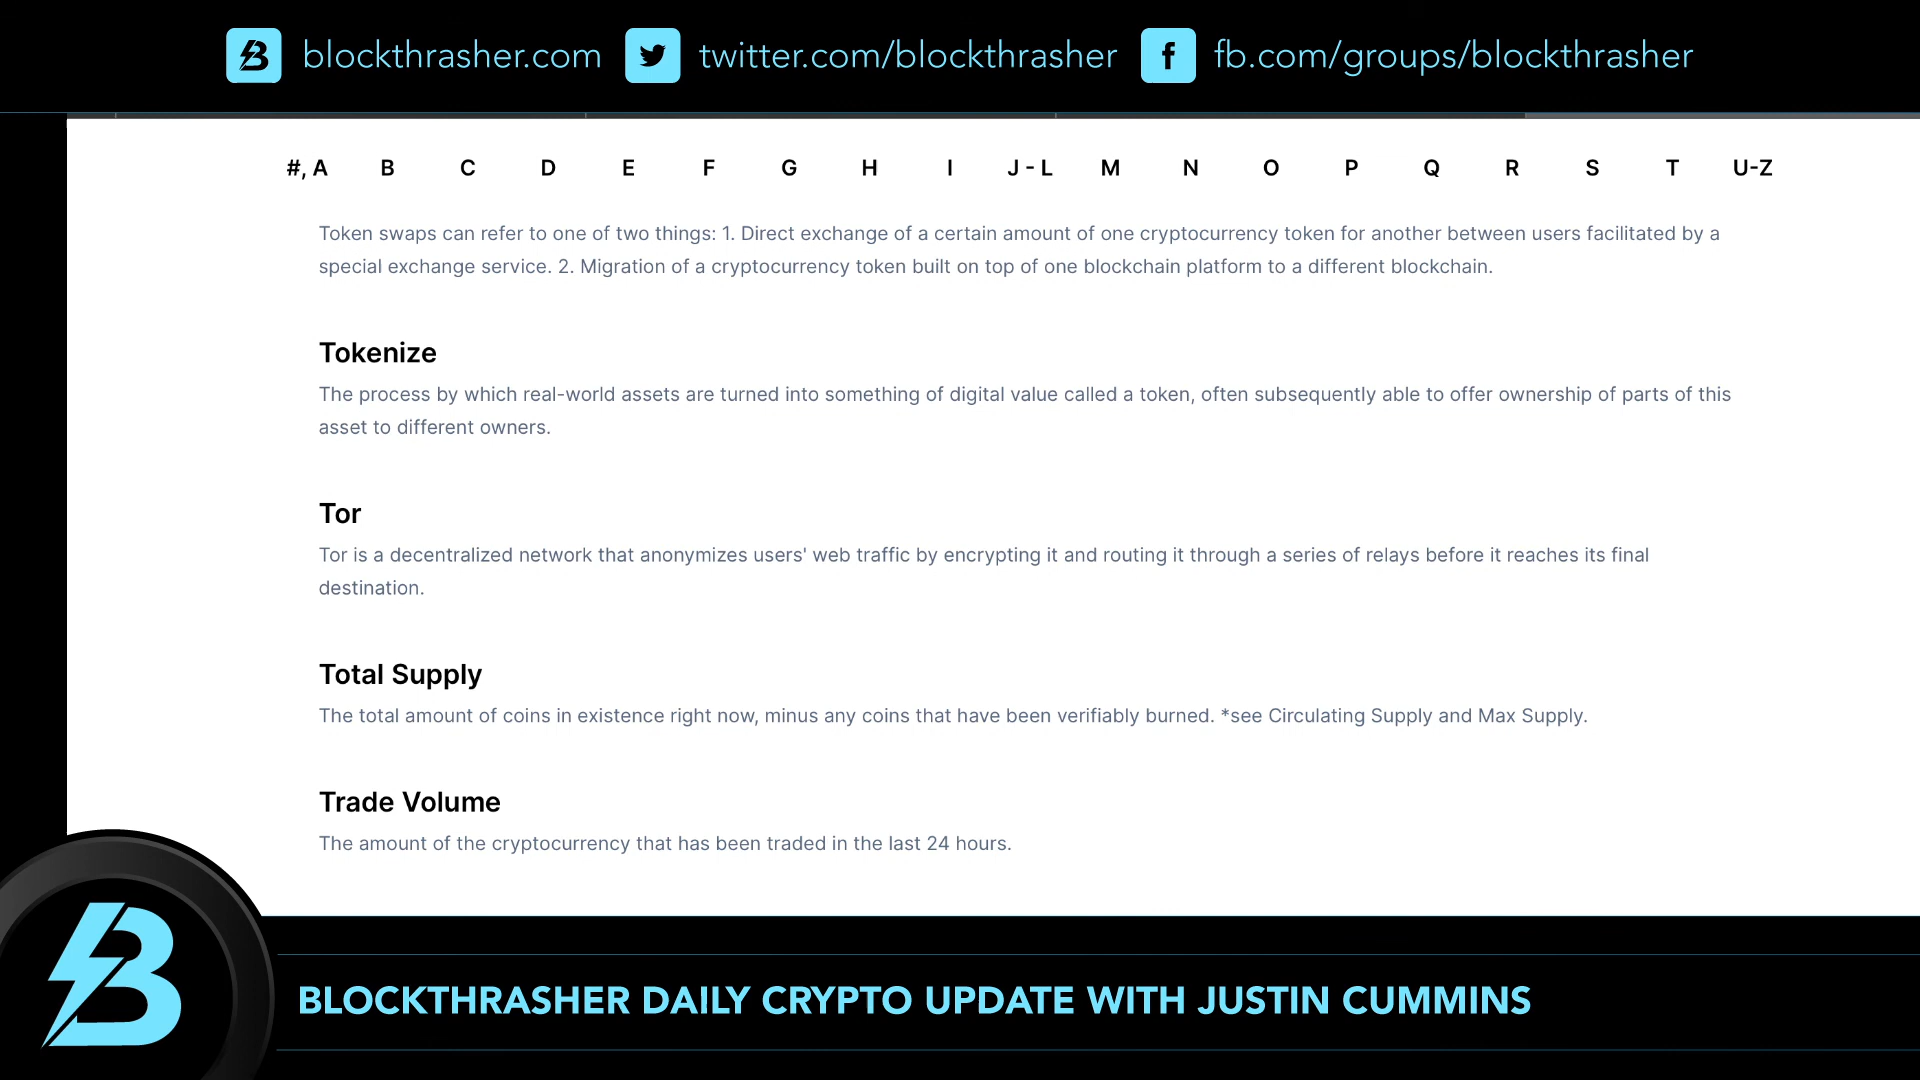 blockthrasher.com twitter.com/blockthrasher fb.com/groups/blockthrasher
#, A B C D E F G H I J - L M N O P Q R S T U-Z
Token swaps can refer to one of two things: 1. Direct exchange of a certain amount of one cryptocurrency token for another between users facilitated by a
special exchange service. 2. Migration of a cryptocurrency token built on top of one blockchain platform to a different blockchain.
Tokenize
The process by which real-world assets are turned into something of digital value called a token, often subsequently able to offer ownership of parts of this
asset to different owners.
Tor
Tor is a decentralized network that anonymizes users' web traffic by encrypting it and routing it through a series of relays before it reaches its final
destination.
Total Supply
The total amount of coins in existence right now, minus any coins that have been verifiably burned. *see Circulating Supply and Max Supply.
Trade Volume
The amount of the cryptocurrency that has been traded in the last 24 hours.
BLOCKTHRASHER DAILY CRYPTO UPDATE WITH JUSTIN CUMMINS